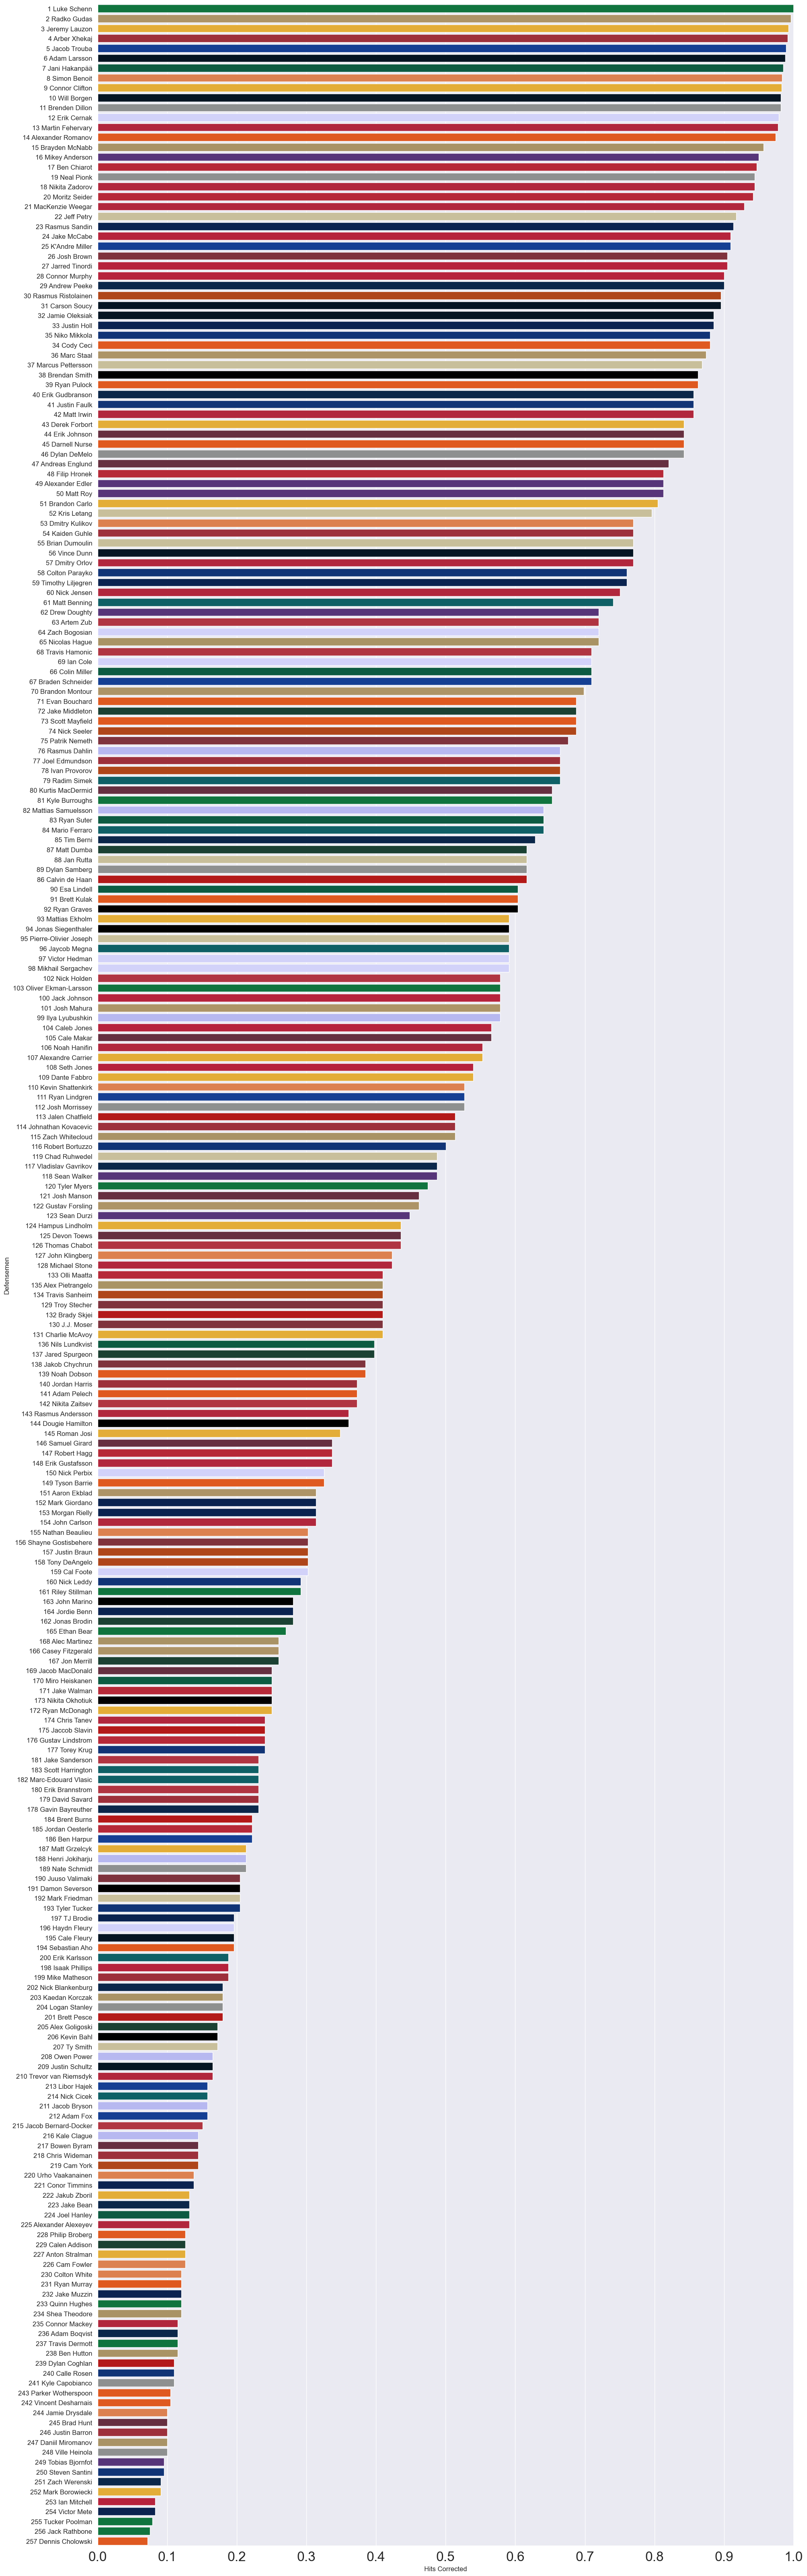 1 Luke Schenn
2 Radko Gudas
3 Jeremy Lauzon
4 Arber Xhekaj
5 Jacob Trouba
6 Adam Larsson
7 Jani Hakanpää
8 Simon Benoit
9 Connor Clifton
10 Will Borgen
11 Brenden Dillon
12 Erik Cernak
13 Martin Fehervary
14 Alexander Romanov
15 Brayden McNabb
16 Mikey Anderson
17 Ben Chiarot
19 Neal Pionk
18 Nikita Zadorov
20 Moritz Seider
21 MacKenzie Weegar
22 Jeff Petry
23 Rasmus Sandin
24 Jake McCabe
25 K'Andre Miller
26 Josh Brown
27 Jarred Tinordi
28 Connor Murphy
29 Andrew Peeke
30 Rasmus Ristolainen
31 Carson Soucy
32 Jamie Oleksiak
33 Justin Holl
35 Niko Mikkola
34 Cody Ceci
36 Marc Staal
37 Marcus Pettersson
38 Brendan Smith
39 Ryan Pulock
40 Erik Gudbranson
41 Justin Faulk
42 Matt Irwin
43 Derek Forbort
44 Erik Johnson
45 Darnell Nurse
46 Dylan DeMelo
47 Andreas Englund
48 Filip Hronek
49 Alexander Edler
50 Matt Roy
51 Brandon Carlo
52 Kris Letang
53 Dmitry Kulikov
54 Kaiden Guhle
55 Brian Dumoulin
56 Vince Dunn
57 Dmitry Orlov
58 Colton Parayko
59 Timothy Liljegren
60 Nick Jensen
61 Matt Benning
62 Drew Doughty
63 Artem Zub
64 Zach Bogosian
65 Nicolas Hague
68 Travis Hamonic
69 Ian Cole
66 Colin Miller
67 Braden Schneider
70 Brandon Montour
71 Evan Bouchard
72 Jake Middleton
73 Scott Mayfield
74 Nick Seeler
75 Patrik Nemeth
76 Rasmus Dahlin
77 Joel Edmundson
78 Ivan Provorov
79 Radim Simek
80 Kurtis MacDermid
81 Kyle Burroughs
82 Mattias Samuelsson
83 Ryan Suter
84 Mario Ferraro
85 Tim Berni
87 Matt Dumba
88 Jan Rutta
89 Dylan Samberg
86 Calvin de Haan
90 Esa Lindell
91 Brett Kulak
92 Ryan Graves
93 Mattias Ekholm
94 Jonas Siegenthaler
95 Pierre-Olivier Joseph
96 Jaycob Megna
97 Victor Hedman
98 Mikhail Sergachev
102 Nick Holden
103 Oliver Ekman-Larsson
100 Jack Johnson
101 Josh Mahura
99 Ilya Lyubushkin
104 Caleb Jones
105 Cale Makar
106 Noah Hanifin
107 Alexandre Carrier
108 Seth Jones
109 Dante Fabbro
110 Kevin Shattenkirk
111 Ryan Lindgren
112 Josh Morrissey
113 Jalen Chatfield
114 Johnathan Kovacevic
115 Zach Whitecloud
116 Robert Bortuzzo
119 Chad Ruhwedel
117 Vladislav Gavrikov
118 Sean Walker
120 Tyler Myers
121 Josh Manson
122 Gustav Forsling
123 Sean Durzi
124 Hampus Lindholm
125 Devon Toews
126 Thomas Chabot
127 John Klingberg
128 Michael Stone
133 Olli Maatta
135 Alex Pietrangelo
134 Travis Sanheim
129 Troy Stecher
132 Brady Skjei
130 J.J. Moser
131 Charlie McAvoy
136 Nils Lundkvist
137 Jared Spurgeon
138 Jakob Chychrun
139 Noah Dobson
140 Jordan Harris
141 Adam Pelech
142 Nikita Zaitsev
143 Rasmus Andersson
144 Dougie Hamilton
145 Roman Josi
146 Samuel Girard
147 Robert Hagg
148 Erik Gustafsson
150 Nick Perbix
149 Tyson Barrie
151 Aaron Ekblad
152 Mark Giordano
153 Morgan Rielly
154 John Carlson
155 Nathan Beaulieu
156 Shayne Gostisbehere
157 Justin Braun
158 Tony DeAngelo
159 Cal Foote
160 Nick Leddy
161 Riley Stillman
163 John Marino
164 Jordie Benn
162 Jonas Brodin
165 Ethan Bear
168 Alec Martinez
166 Casey Fitzgerald
167 Jon Merrill
169 Jacob MacDonald
170 Miro Heiskanen
171 Jake Walman
173 Nikita Okhotiuk
172 Ryan McDonagh
174 Chris Tanev
175 Jaccob Slavin
176 Gustav Lindstrom
177 Torey Krug
181 Jake Sanderson
183 Scott Harrington
182 Marc-Edouard Vlasic
180 Erik Brannstrom
179 David Savard
178 Gavin Bayreuther
184 Brent Burns
185 Jordan Oesterle
186 Ben Harpur
187 Matt Grzelcyk
188 Henri Jokiharju
189 Nate Schmidt
190 Juuso Valimaki
191 Damon Severson
192 Mark Friedman
193 Tyler Tucker
197 TJ Brodie
196 Haydn Fleury
195 Cale Fleury
194 Sebastian Aho
200 Erik Karlsson
198 Isaak Phillips
199 Mike Matheson
202 Nick Blankenburg
203 Kaedan Korczak
204 Logan Stanley
201 Brett Pesce
205 Alex Goligoski
206 Kevin Bahl
207 Ty Smith
208 Owen Power
209 Justin Schultz
210 Trevor van Riemsdyk
213 Libor Hajek
214 Nick Cicek
211 Jacob Bryson
212 Adam Fox
215 Jacob Bernard-Docker
216 Kale Clague
217 Bowen Byram
218 Chris Wideman
219 Cam York
220 Urho Vaakanainen
221 Conor Timmins
222 Jakub Zboril
223 Jake Bean
224 Joel Hanley
225 Alexander Alexeyev
228 Philip Broberg
229 Calen Addison
227 Anton Stralman
226 Cam Fowler
230 Colton White
231 Ryan Murray
232 Jake Muzzin
233 Quinn Hughes
234 Shea Theodore
235 Connor Mackey
236 Adam Boqvist
237 Travis Dermott
238 Ben Hutton
239 Dylan Coghlan
240 Calle Rosen
241 Kyle Capobianco
243 Parker Wotherspoon
242 Vincent Desharnais
244 Jamie Drysdale
245 Brad Hunt
246 Justin Barron
247 Daniil Miromanov
248 Ville Heinola
249 Tobias Bjornfot
250 Steven Santini
251 Zach Werenski
252 Mark Borowiecki
253 Ian Mitchell
254 Victor Mete
255 Tucker Poolman
256 Jack Rathbone
257 Dennis Cholowski
Defensemen
0.0 0.1 0.2 0.3 0.4 0.5 0.6 0.7 0.8 0.9 1.0
Hits Corrected